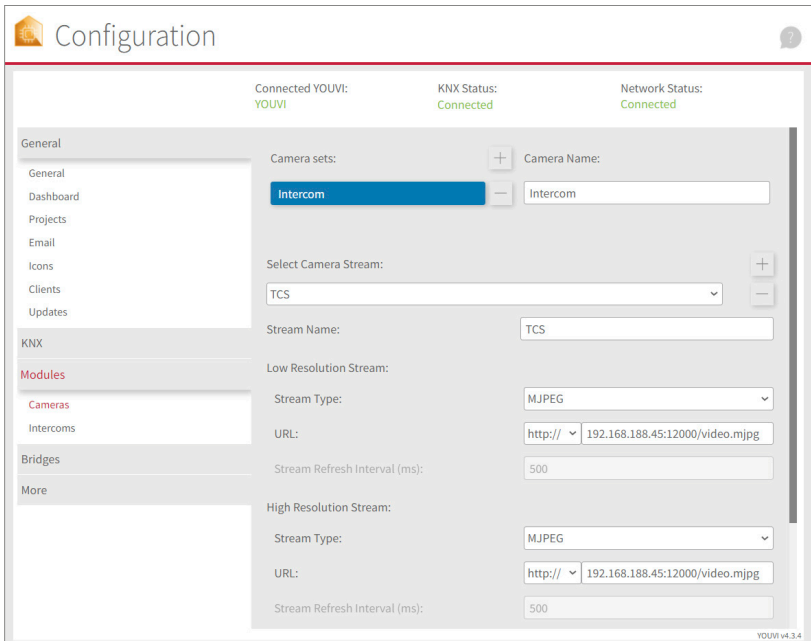 Configuration
?
Connected YOUVI: KNX Status: Network Status:
YOUVI Connected Connected
General
General
Dashboard
Projects
Email
Icons
Clients
Updates
KNX
Modules
Cameras
Intercoms
Bridges
More
Camera sets: + Camera Name:
Intercom — Intercom
Select Camera Stream: +
TCS —
Stream Name: TCS
Low Resolution Stream:
Stream Type: MJPEG
URL: http:// 192.168.188.45:12000/video.mjpg
Stream Refresh Interval (ms): 500
High Resolution Stream:
Stream Type: MJPEG
URL: http:// 192.168.188.45:12000/video.mjpg
Stream Refresh Interval (ms): 500
YOUVI v4.3.4